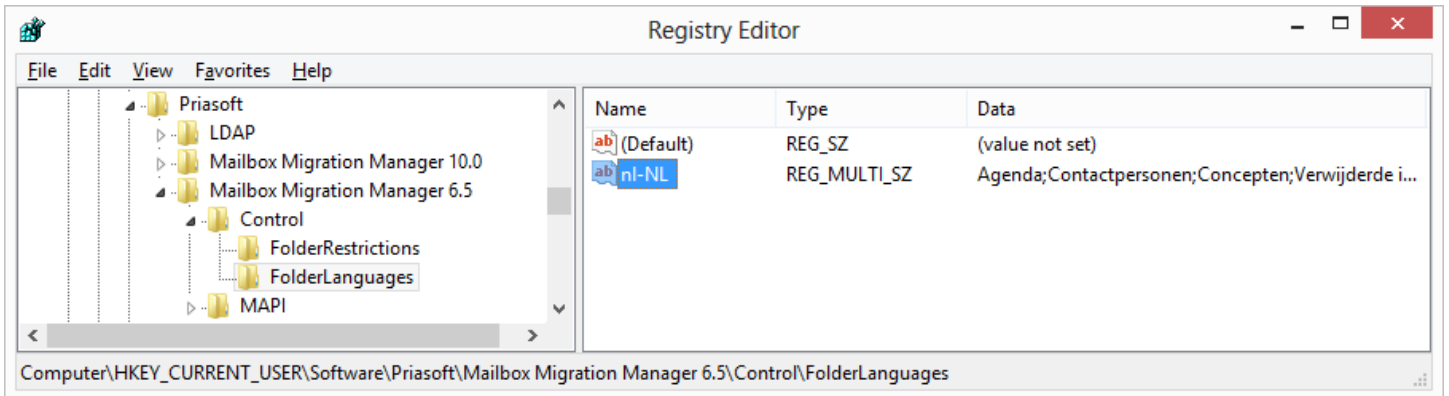 Registry Editor
File Edit View Favorites Help
Priasoft
LDAP
Mailbox Migration Manager 10.0
Mailbox Migration Manager 6.5
Control
FolderRestrictions
FolderLanguages
MAPI
Name Type Data
ab (Default) REG_SZ (value not set)
ab nl-NL REG_MULTI_SZ Agenda;Contactpersonen;Concepten;Verwijderde i...
Computer\HKEY_CURRENT_USER\Software\Priasoft\Mailbox Migration Manager 6.5\Control\FolderLanguages